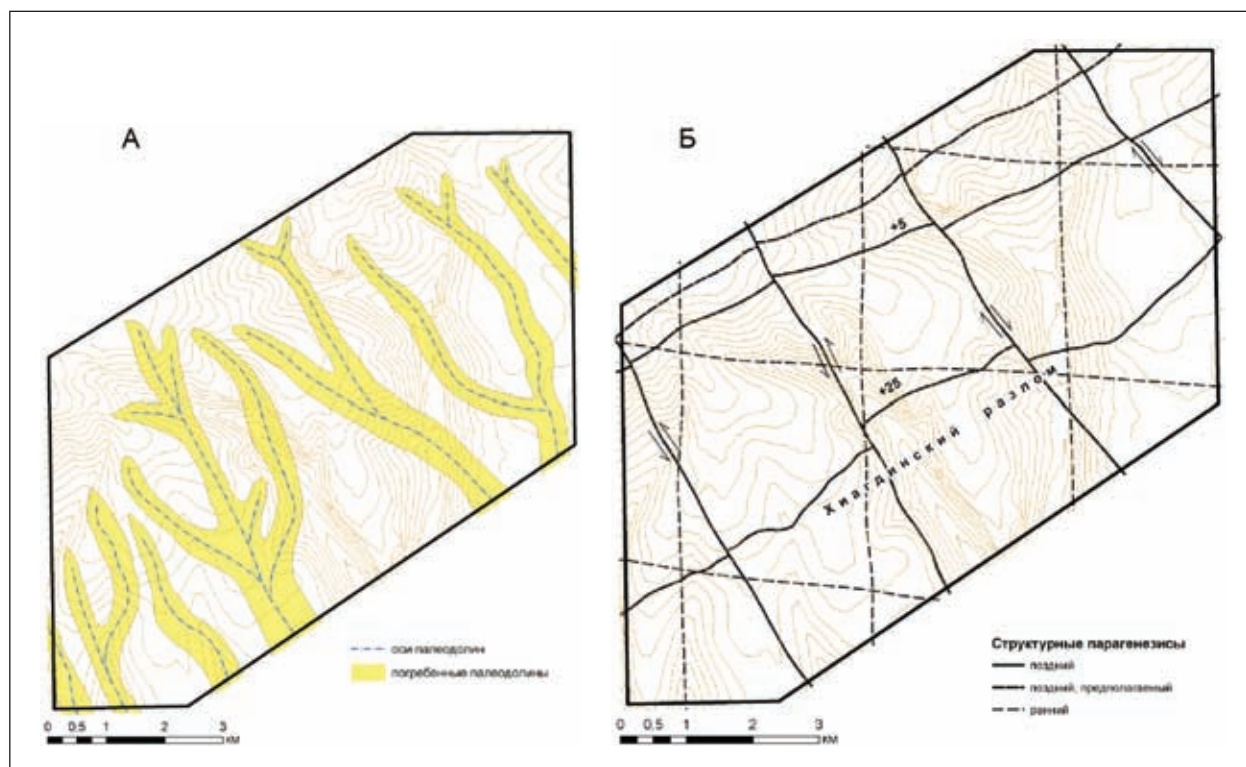 А
оси палеодолин
погребенные палеодолины
0 0.5 1 2 3
КМ
Б
+5
+25
Хиагдинский разлом
Структурные парагенезисы
поздний
поздний, предполагаемый
ранний
0 0.5 1 2 3
КМ